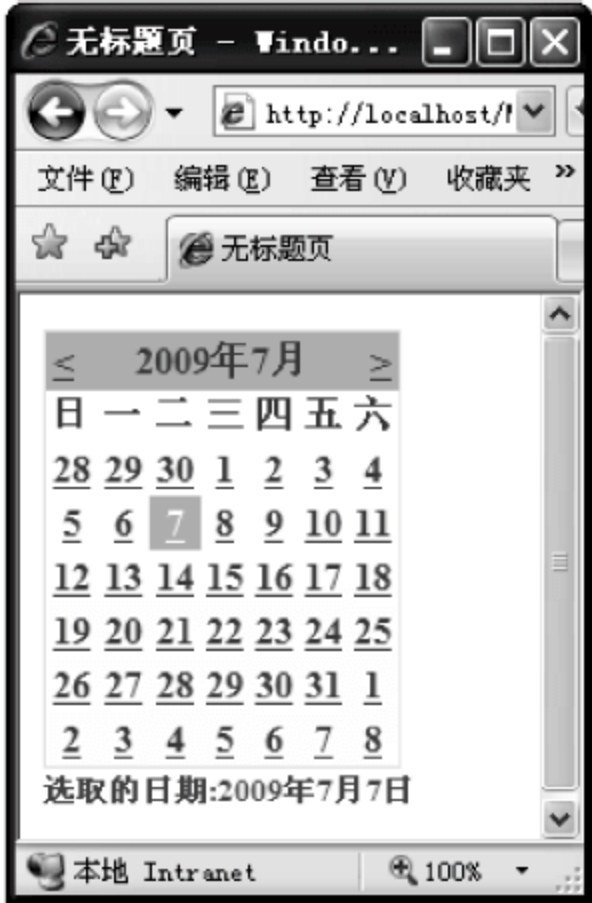 无标题页 - Windo...
http://localhost/
文件(F) 编辑(E) 查看(V) 收藏夹 »
无标题页
< 2009年7月 >
日 一 二 三 四 五 六
28 29 30 1 2 3 4
5 6 7 8 9 10 11
12 13 14 15 16 17 18
19 20 21 22 23 24 25
26 27 28 29 30 31 1
2 3 4 5 6 7 8
选取的日期:2009年7月7日
本地 Intranet 100%